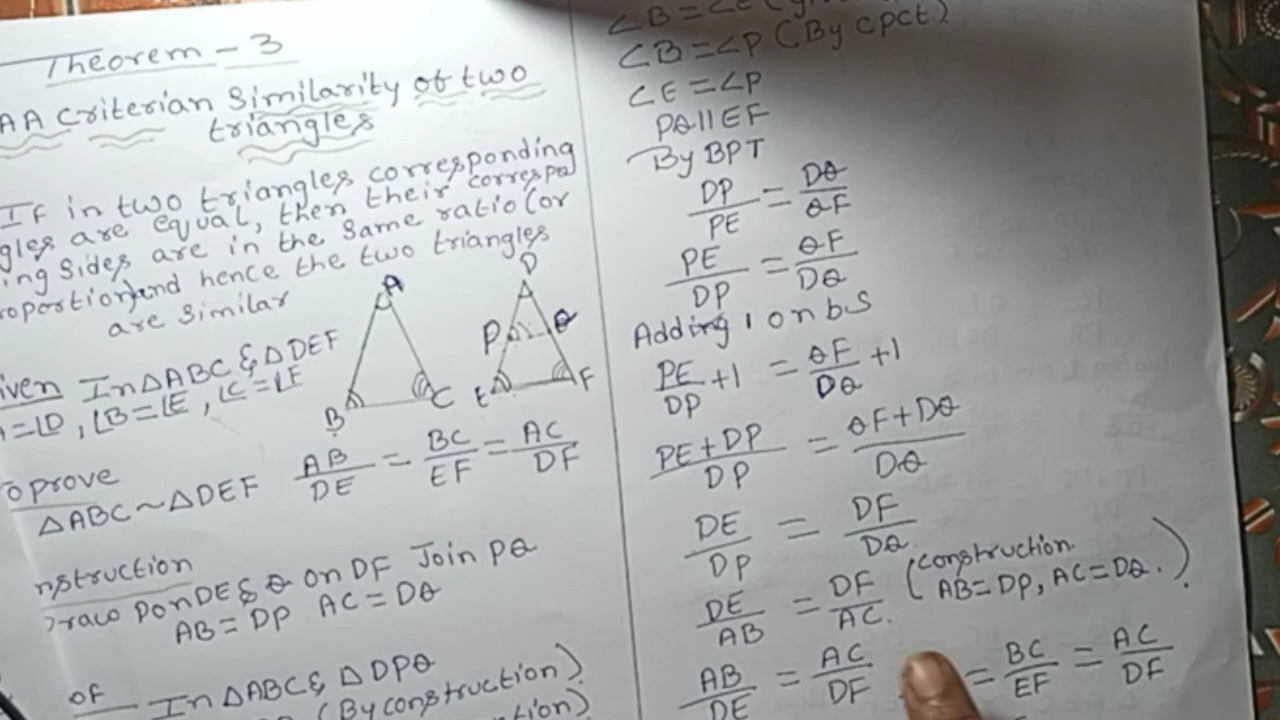 Theorem - 3
AA Criterian Similarity of two
triangles
If in two triangles corresponding
gles are equal, then their correspo
ing sides are in the same ratio (or
roportion) and hence the two triangles
are similar
iven In △ABC & △DEF
=∠D, ∠B=∠E, ∠C=∠F
A
B
C
D
P
Q
E
F
o prove
△ABC ~ △DEF AB/DE = BC/EF = AC/DF
nstruction
Draw P on DE & Q on DF Join PQ
AB = DP AC = DQ
of In △ABC & △DPQ
(By construction)
∠B = ∠E
∠B = ∠P (By cpct)
∠E = ∠P
PQ || EF
By BPT
DP/PE = DQ/QF
PE/DP = QF/DQ
Adding 1 on bs
PE/DP +1 = QF/DQ +1
PE+DP/DP = QF+DQ/DQ
DE/DP = DF/DQ
DE/AB = DF/AC (construction
AB=DP, AC=DQ.)
AB/DE = AC/DF = BC/EF = AC/DF